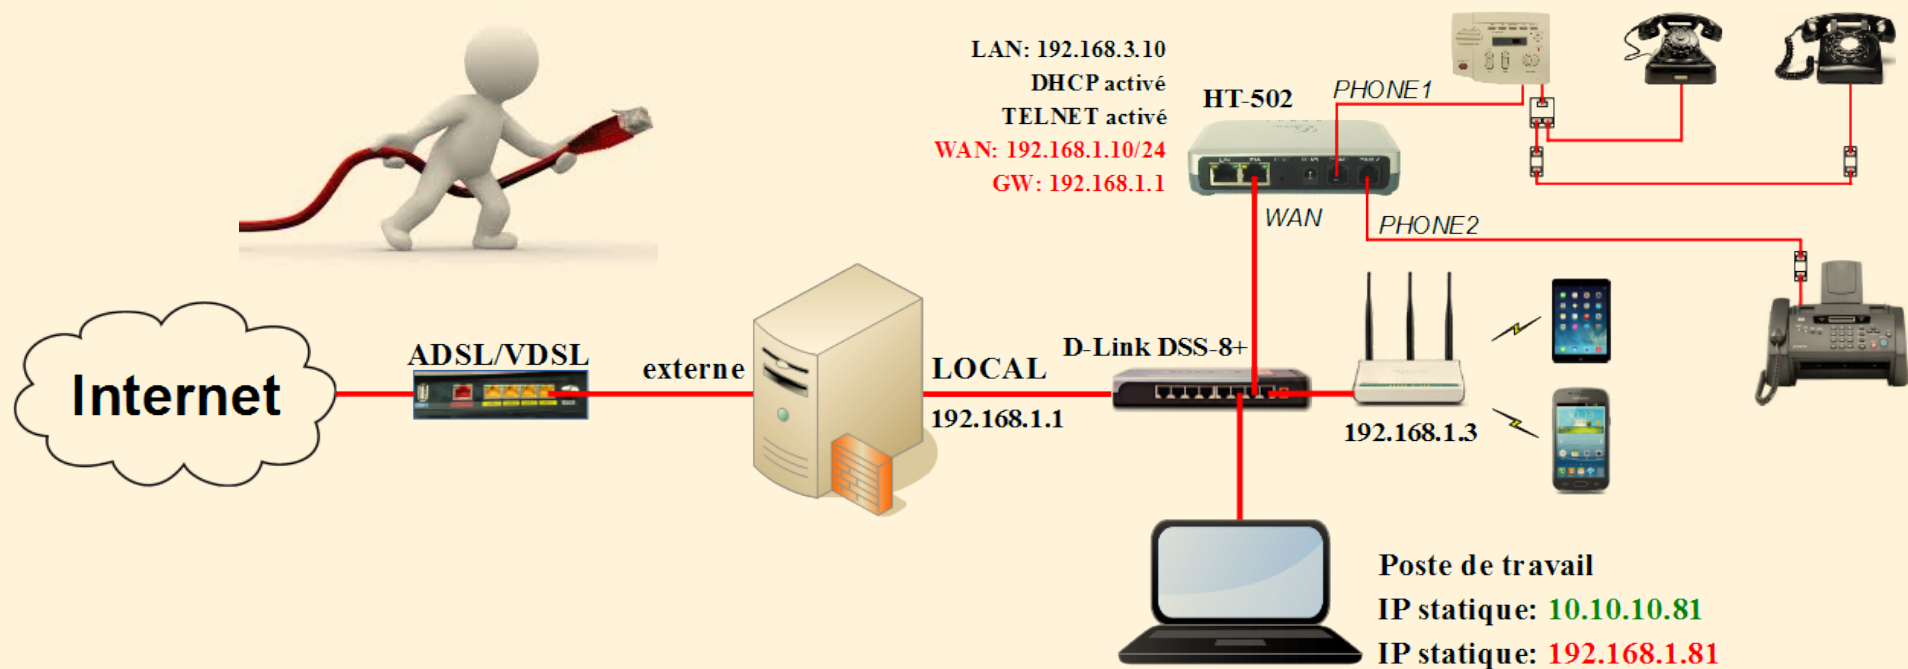 LAN: 192.168.3.10
DHCP activé
TELNET activé
WAN: 192.168.1.10/24
GW: 192.168.1.1
HT-502
PHONE1
WAN
PHONE2
Internet
ADSL/VDSL
externe
LOCAL
192.168.1.1
D-Link DSS-8+
192.168.1.3
Poste de travail
IP statique: 10.10.10.81
IP statique: 192.168.1.81